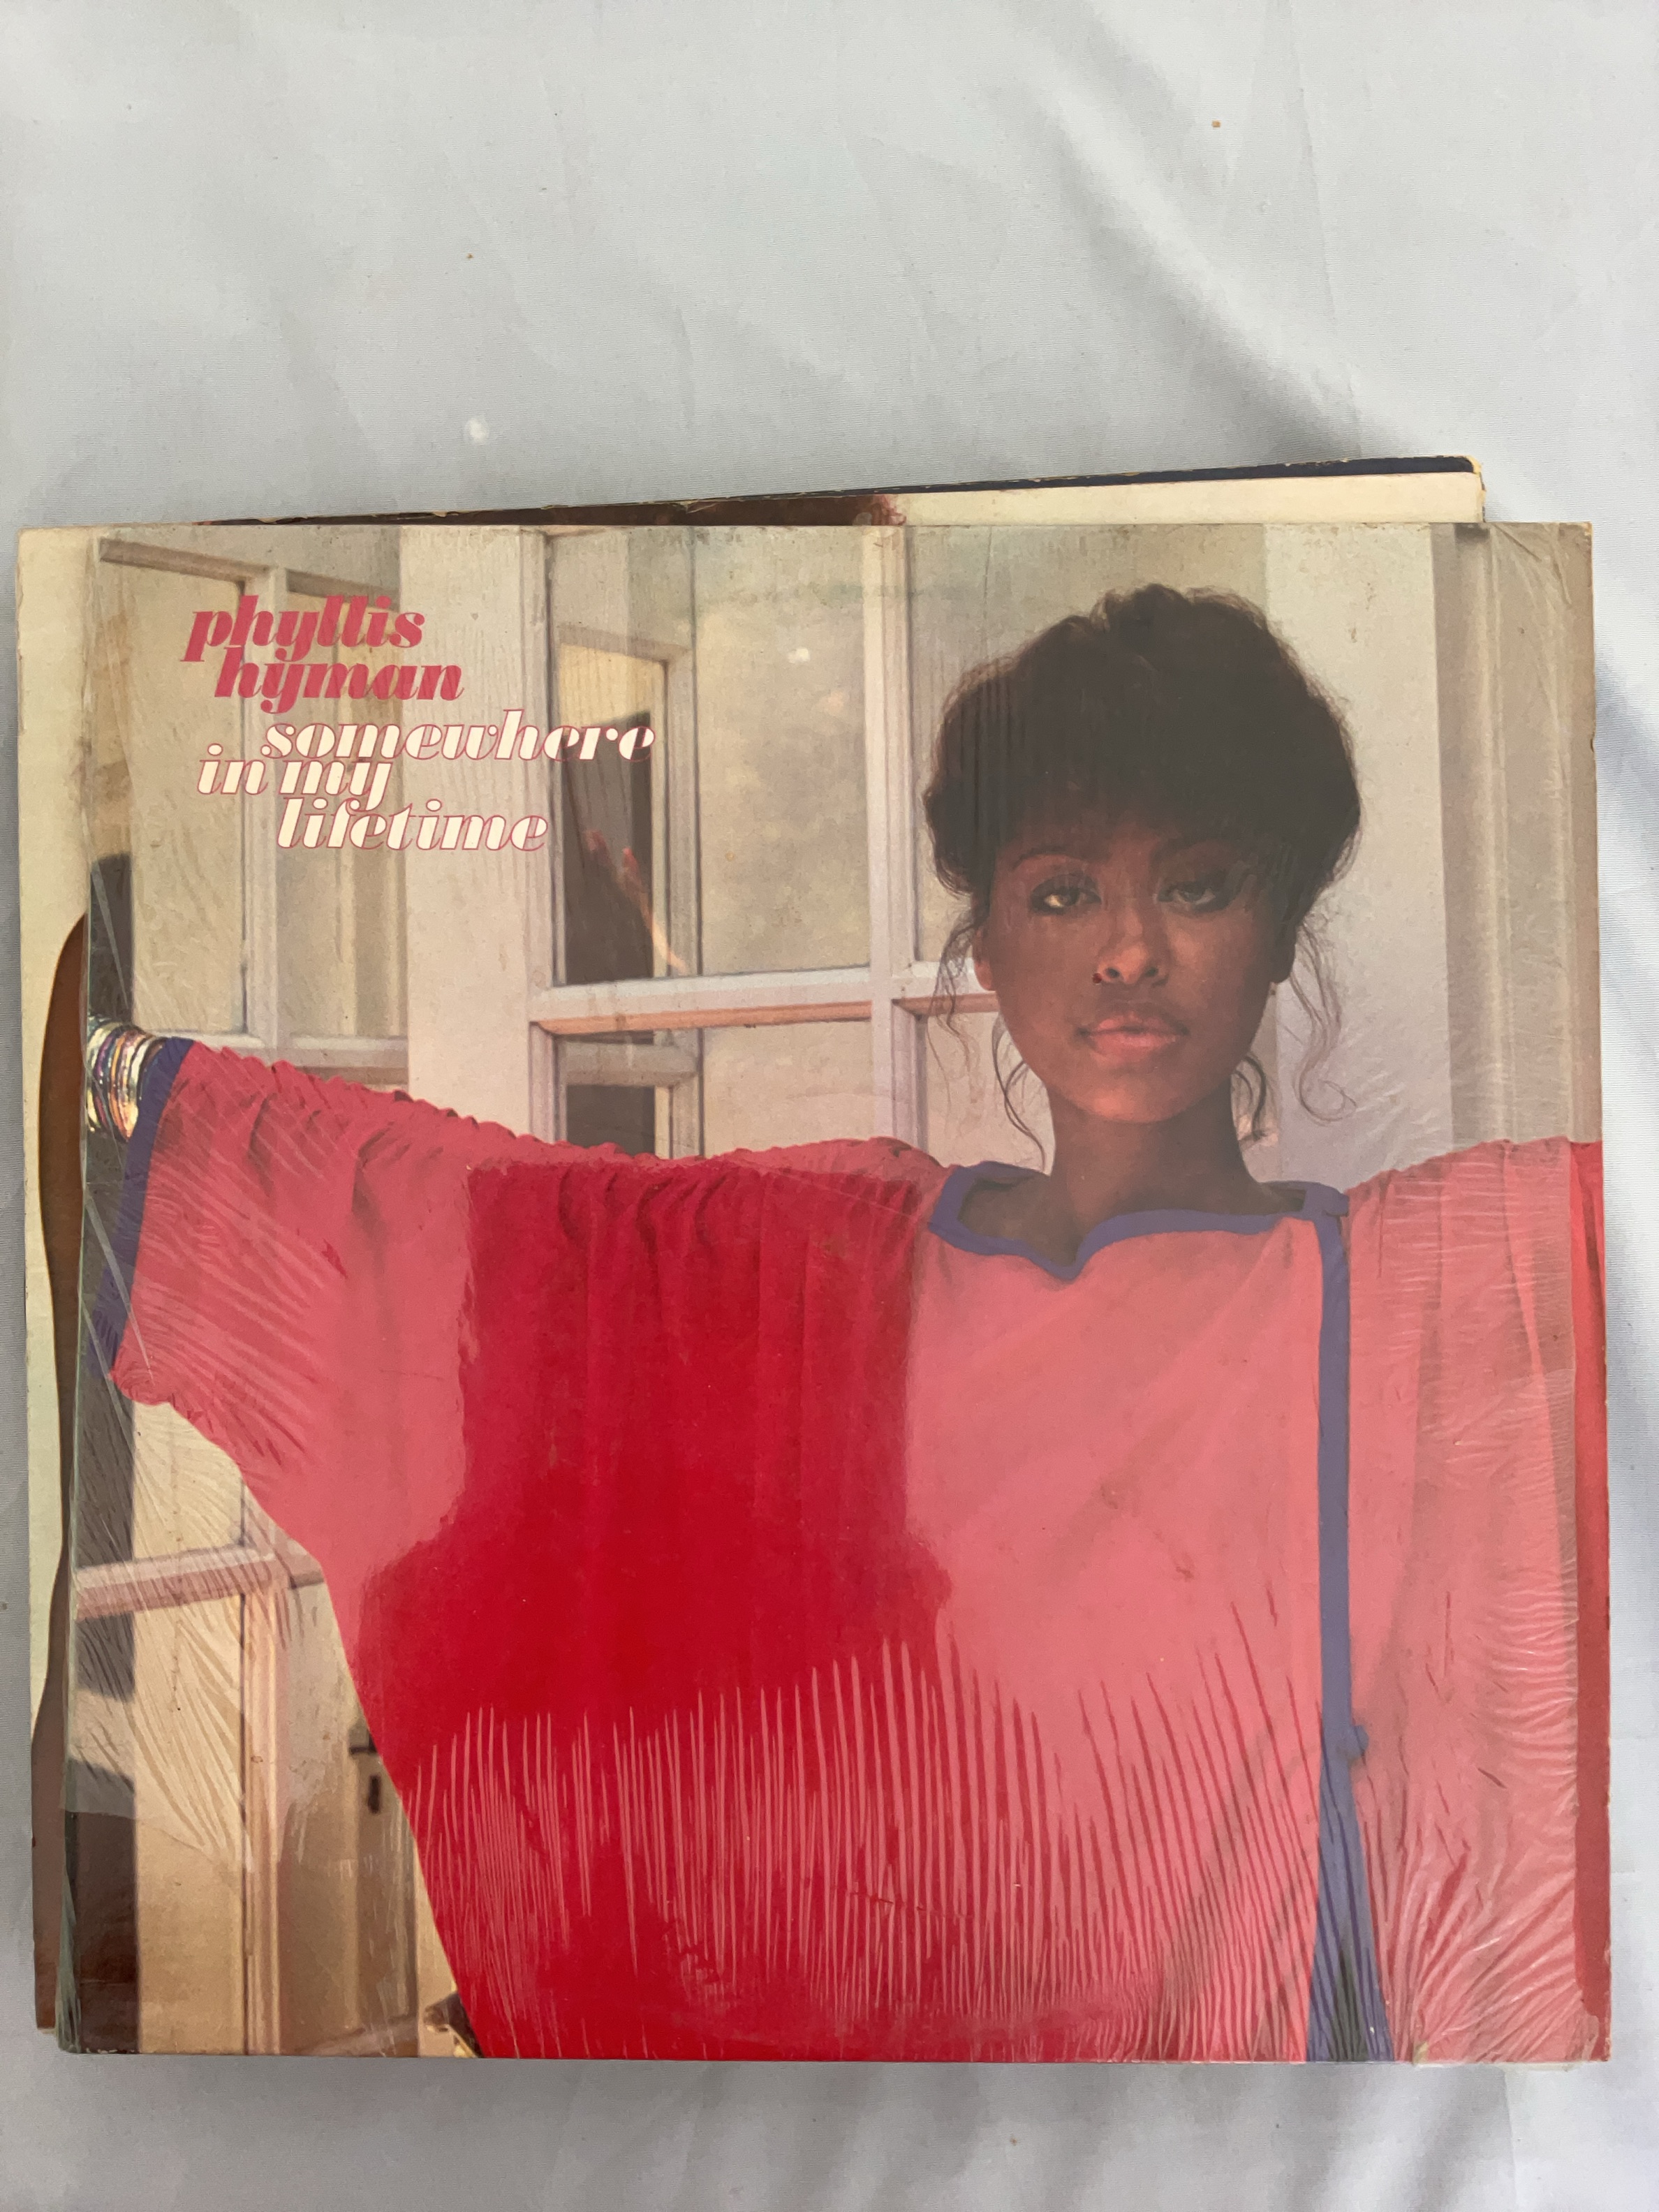 phyllis
hyman
somewhere
in my
lifetime